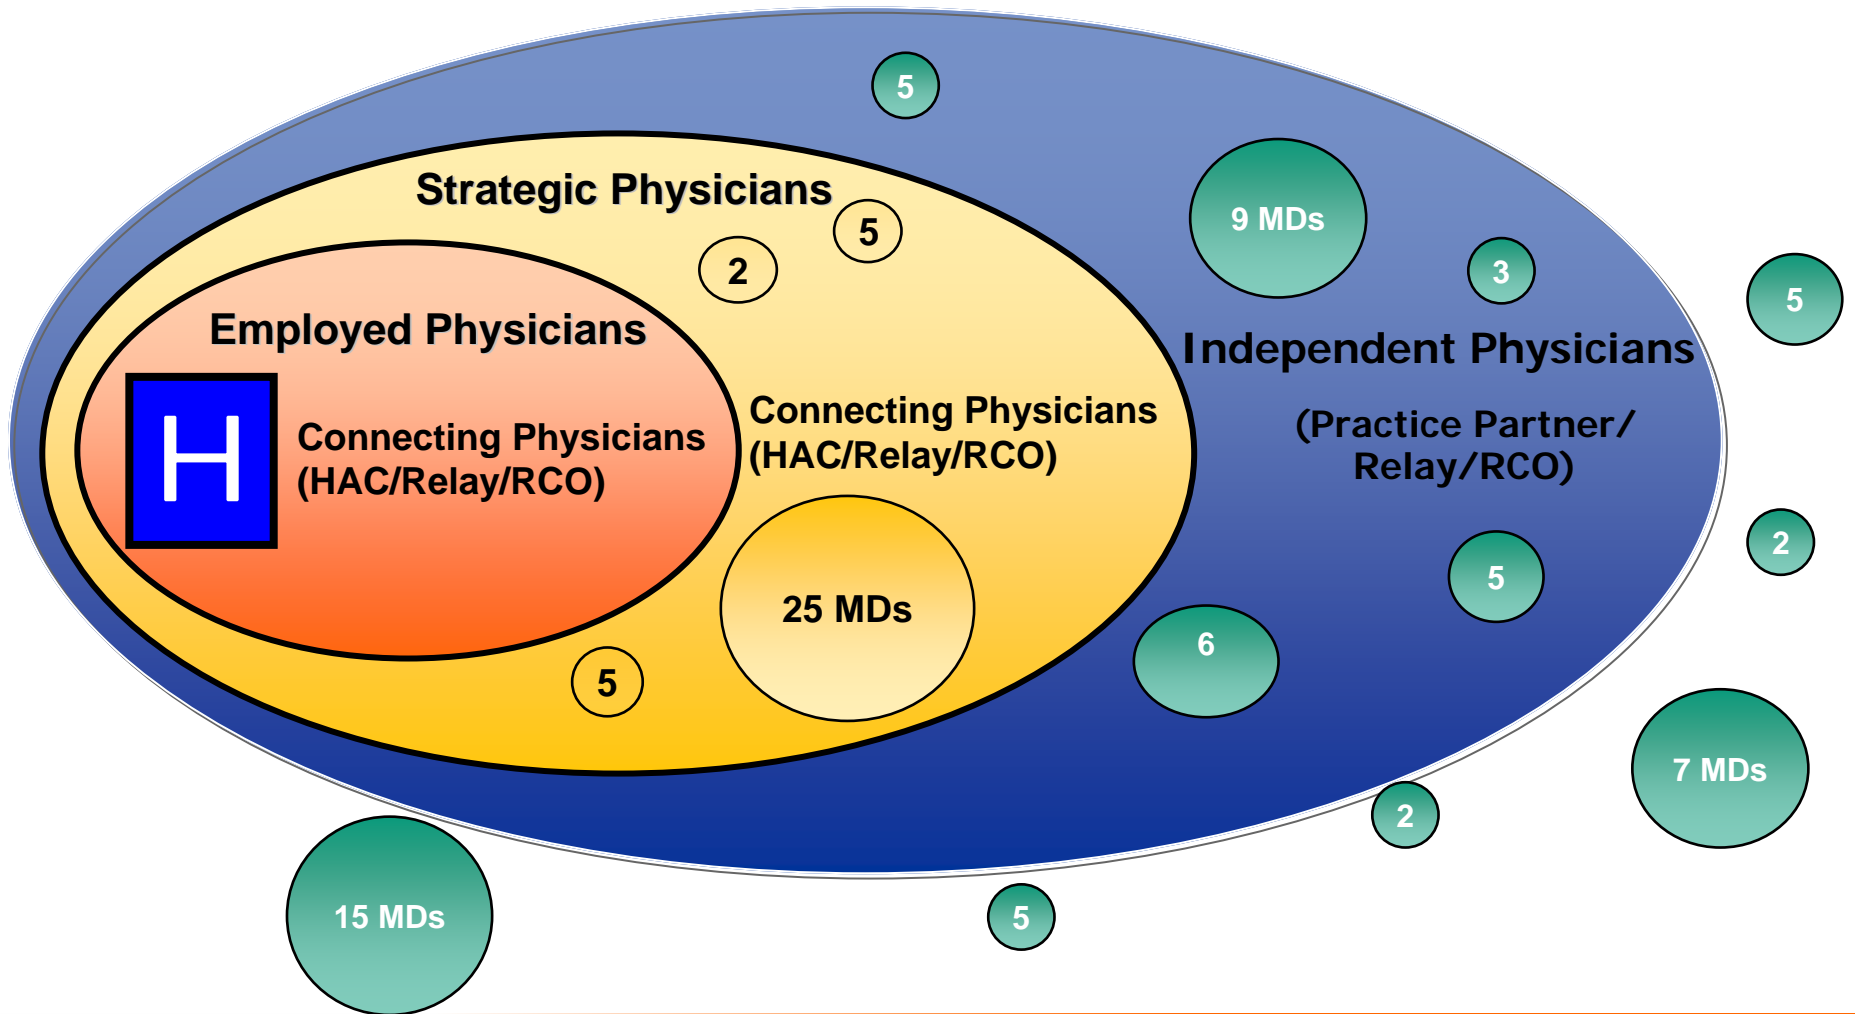 5
Strategic Physicians
5
2
9 MDs
3
5
Employed Physicians
Independent Physicians
H
Connecting Physicians
(HAC/Relay/RCO)
Connecting Physicians
(HAC/Relay/RCO)
(Practice Partner/
Relay/RCO)
2
5
25 MDs
6
5
7 MDs
2
15 MDs
5